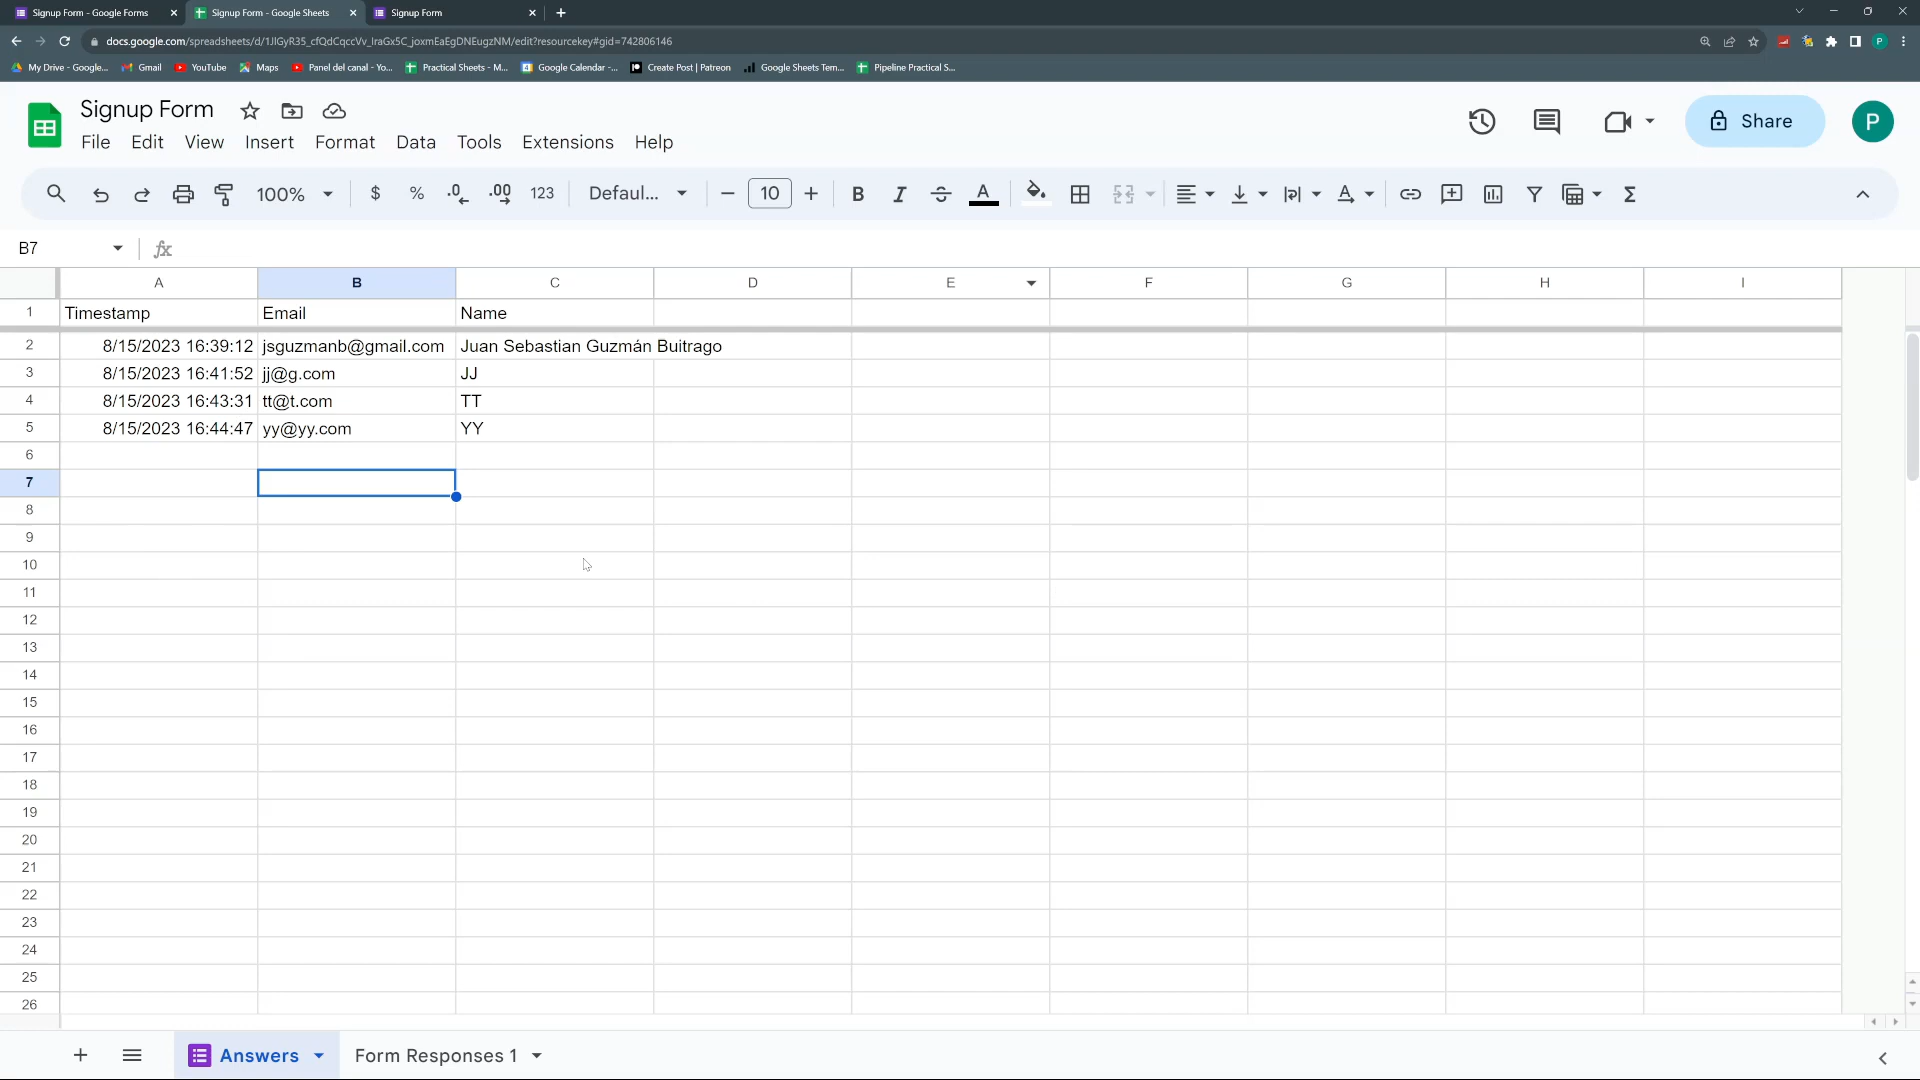 Signup Form - Google Forms
Signup Form - Google Sheets
Signup Form
docs.google.com/spreadsheets/d/1JlGyR35_cfQdCqccVv_IraGx5C_joxmEaEgDNEugzNM/edit?resourcekey#gid=742806146
P
My Drive - Google...
Gmail
YouTube
Maps
Panel del canal - Yo...
Practical Sheets - M...
Google Calendar -...
Create Post | Patreon
Google Sheets Tem...
Pipeline Practical S...
Signup Form
File Edit View Insert Format Data Tools Extensions Help
Share
P
100% $ % .0 .00 123 Defaul... 10 B I A
B7
fx
A B C D E F G H I
1 Timestamp Email Name
2 8/15/2023 16:39:12 jsguzmanb@gmail.com Juan Sebastian Guzmán Buitrago
3 8/15/2023 16:41:52 jj@g.com JJ
4 8/15/2023 16:43:31 tt@t.com TT
5 8/15/2023 16:44:47 yy@yy.com YY
6
7
8
9
10
11
12
13
14
15
16
17
18
19
20
21
22
23
24
25
26
Answers
Form Responses 1